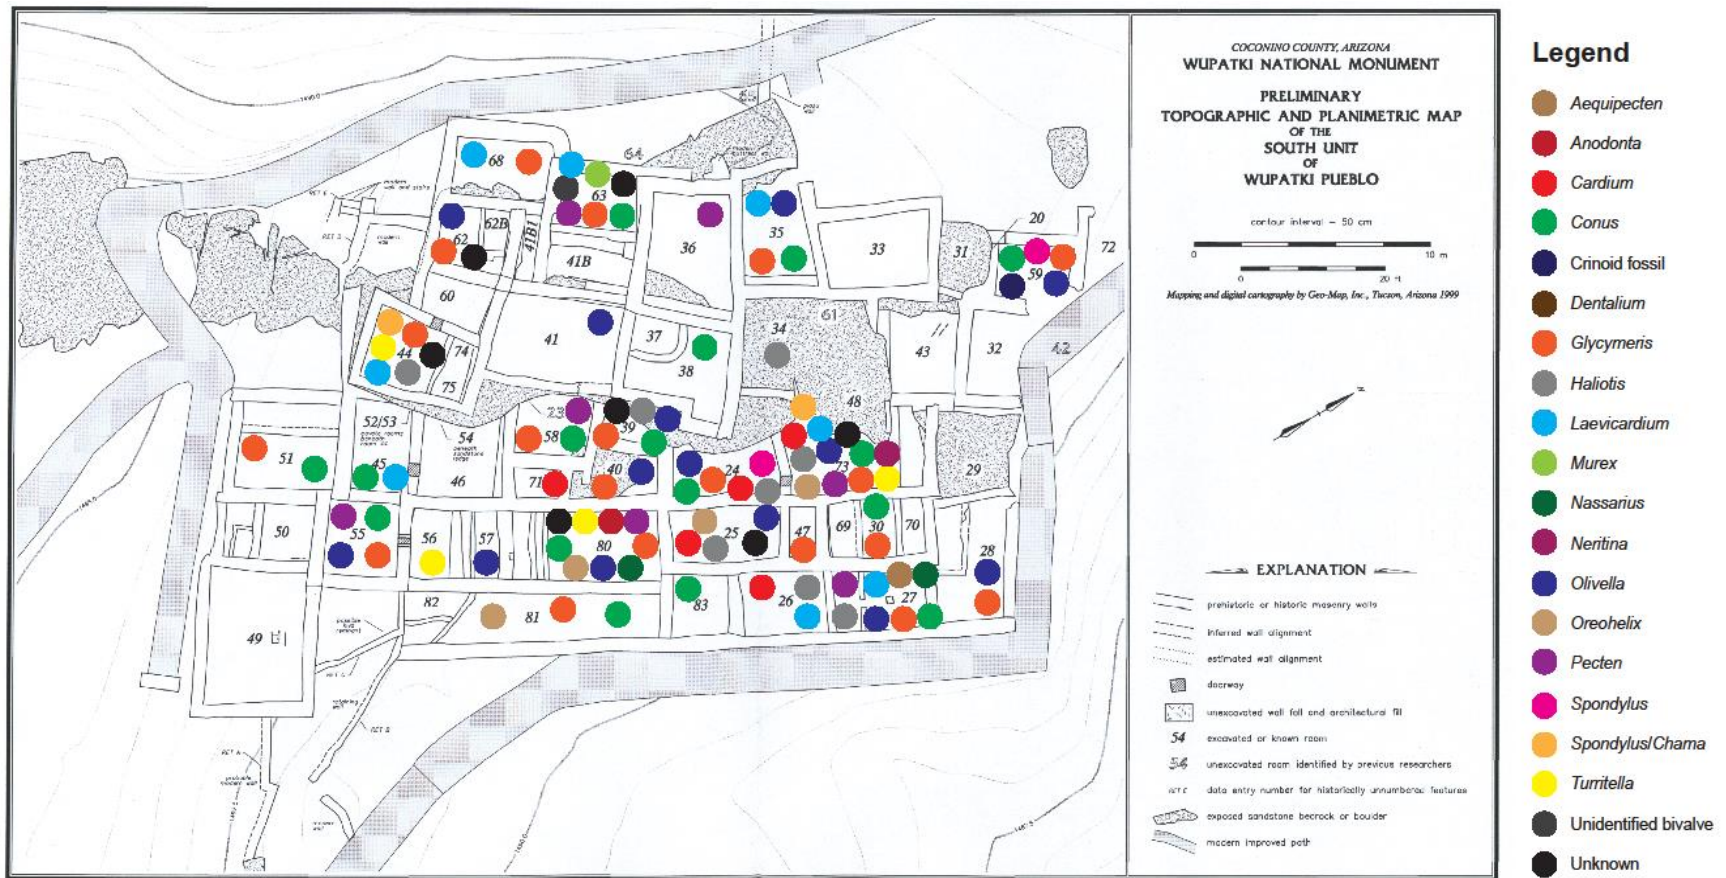 COCONINO COUNTY, ARIZONA
WUPATKI NATIONAL MONUMENT
PRELIMINARY
TOPOGRAPHIC AND PLANIMETRIC MAP
OF THE
SOUTH UNIT
OF
WUPATKI PUEBLO
contour interval – 50 cm
0 10 m
0 20 ft
Mapping and digital cartography by Geo-Map, Inc., Tucson, Arizona 1999
N
EXPLANATION
prehistoric or historic masonry walls
inferred wall alignment
estimated wall alignment
doorway
unexcavated wall fall and architectural fill
54 excavated or known room
54 unexcavated room identified by previous researchers
RET C data entry number for historically unnumbered features
exposed sandstone bedrock or boulder
modern improved path
Legend
Aequipecten
Anodonta
Cardium
Conus
Crinoid fossil
Dentalium
Glycymeris
Haliotis
Laevicardium
Murex
Nassarius
Neritina
Olivella
Oreohelix
Pecten
Spondylus
Spondylus/Chama
Turritella
Unidentified bivalve
Unknown
68
64
63
62
62B
41B1
41B
36
35
33
31
20
59
72
60
41
37
38
34
61
43
32
42
44
74
75
52/53
54
23
58
39
48
51
45
46
71
40
24
73
29
50
55
56
57
80
25
47
69
30
70
28
49
82
81
83
26
27
RET A
RET B
RET C